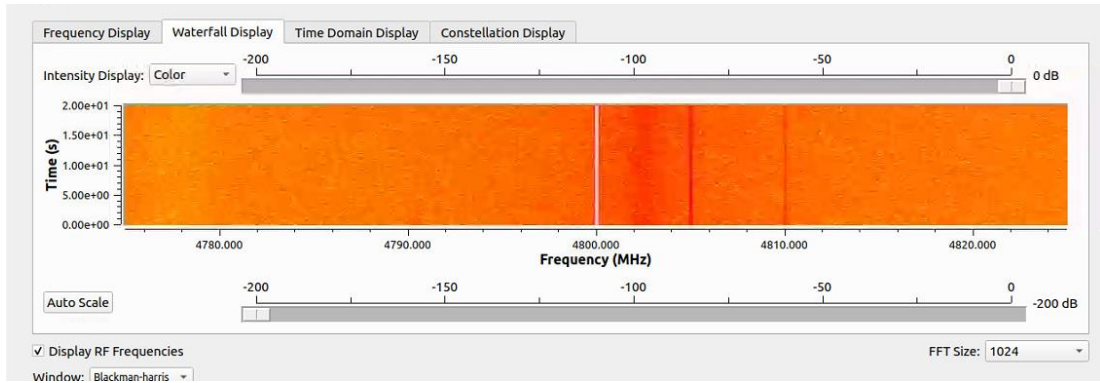 Frequency Display Waterfall Display Time Domain Display Constellation Display
-200 -150 -100 -50 0
Intensity Display: Color 0 dB
2.00e+01
1.50e+01
1.00e+01
5.00e+00
0.00e+00
Time (s)
4780.000 4790.000 4800.000 4810.000 4820.000
Frequency (MHz)
-200 -150 -100 -50 0
Auto Scale -200 dB
✓ Display RF Frequencies FFT Size: 1024
Window: Blackman-harris